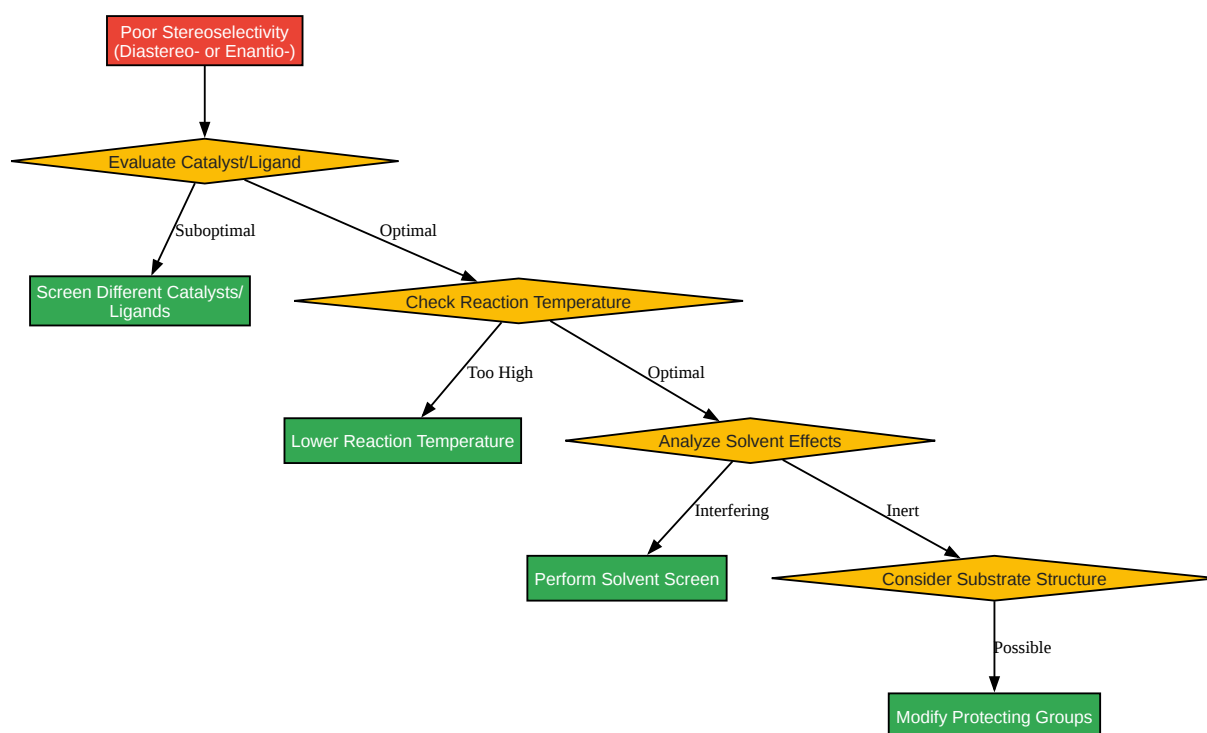 Poor Stereoselectivity
(Diastereo- or Enantio-)
Evaluate Catalyst/Ligand
Suboptimal
Optimal
Screen Different Catalysts/
Ligands
Check Reaction Temperature
Too High
Optimal
Lower Reaction Temperature
Analyze Solvent Effects
Interfering
Inert
Perform Solvent Screen
Consider Substrate Structure
Possible
Modify Protecting Groups